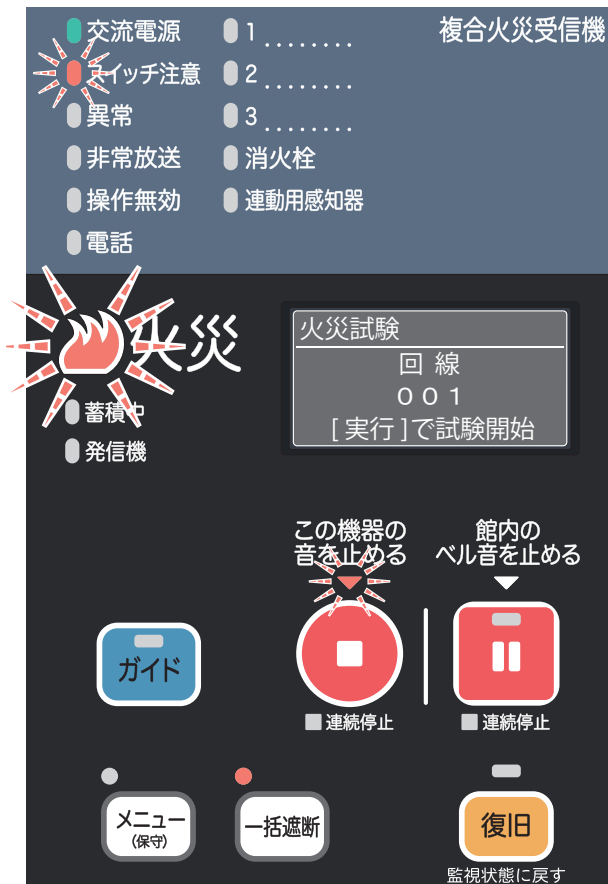 複合火災受信機
交流電源
スイッチ注意
異常
非常放送
操作無効
電話
1 ........
2 ........
3 ........
消火栓
連動用感知器
火災
蓄積中
発信機
火災試験
回 線
００１
[ 実行 ]で試験開始
この機器の
音を止める
館内の
ベル音を止める
ガイド
連続停止
連続停止
メニュー
(保守)
一括遮断
復旧
監視状態に戻す